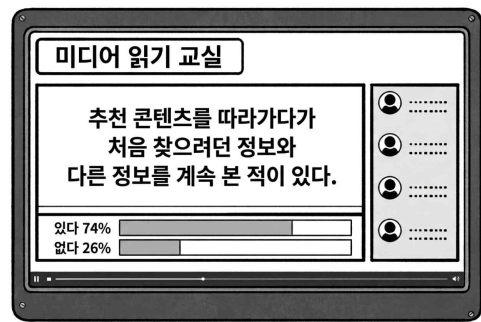 미디어 읽기 교실
추천 콘텐츠를 따라가다가
처음 찾으려던 정보와
다른 정보를 계속 본 적이 있다.
있다 74%
없다 26%